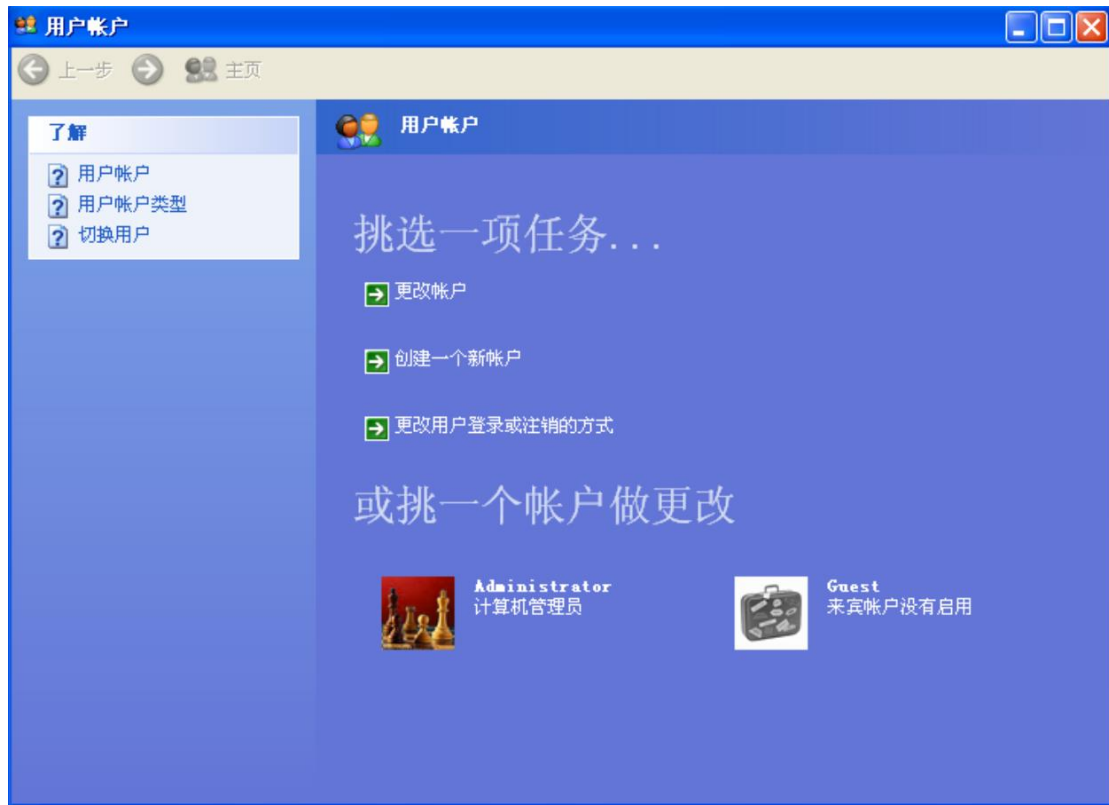 用户帐户
上一步 主页
了解
用户帐户
用户帐户类型
切换用户
用户帐户
挑选一项任务...
更改帐户
创建一个新帐户
更改用户登录或注销的方式
或挑一个帐户做更改
Administrator
计算机管理员
Guest
来宾帐户没有启用